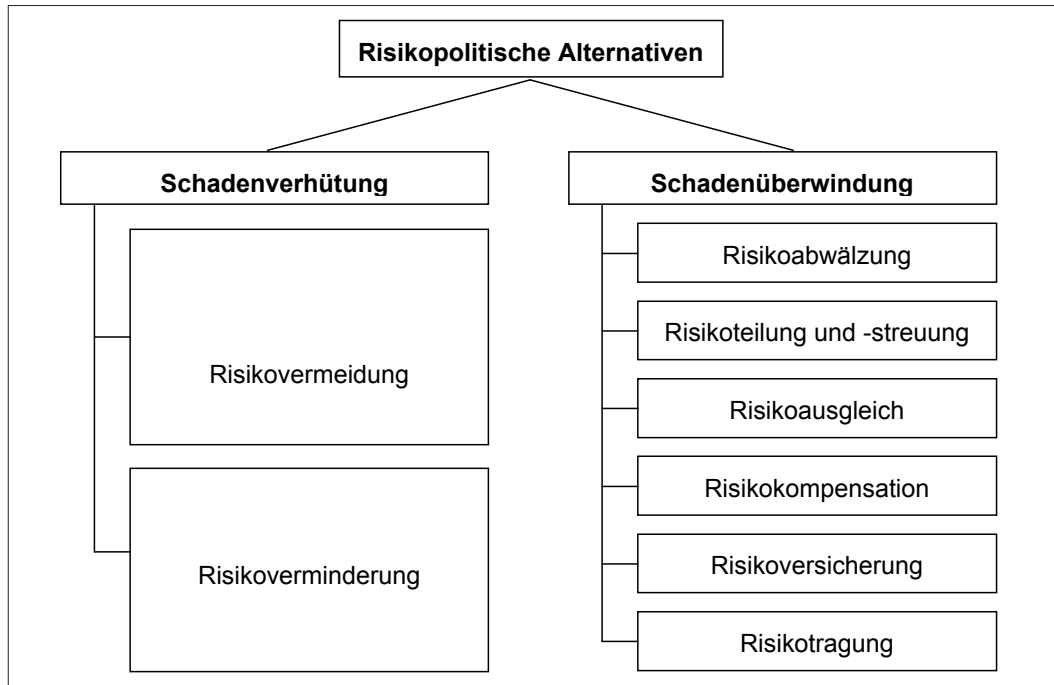 Risikopolitische Alternativen
Schadenverhütung
Risikovermeidung
Risikoverminderung
Schadenüberwindung
Risikoabwälzung
Risikoteilung und -streuung
Risikoausgleich
Risikokompensation
Risikoversicherung
Risikotragung